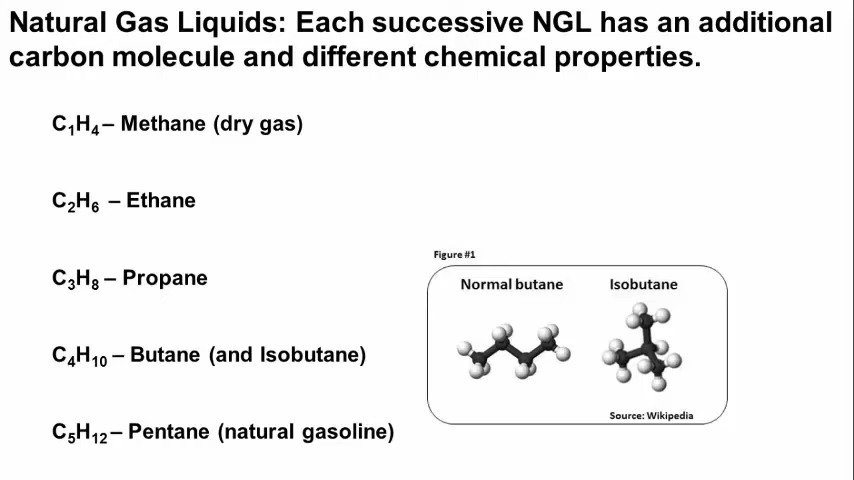 Natural Gas Liquids: Each successive NGL has an additional
carbon molecule and different chemical properties.
C₁H₄ – Methane (dry gas)
C₂H₆ – Ethane
C₃H₈ – Propane
C₄H₁₀ – Butane (and Isobutane)
C₅H₁₂ – Pentane (natural gasoline)
Figure #1
Normal butane Isobutane
Source: Wikipedia